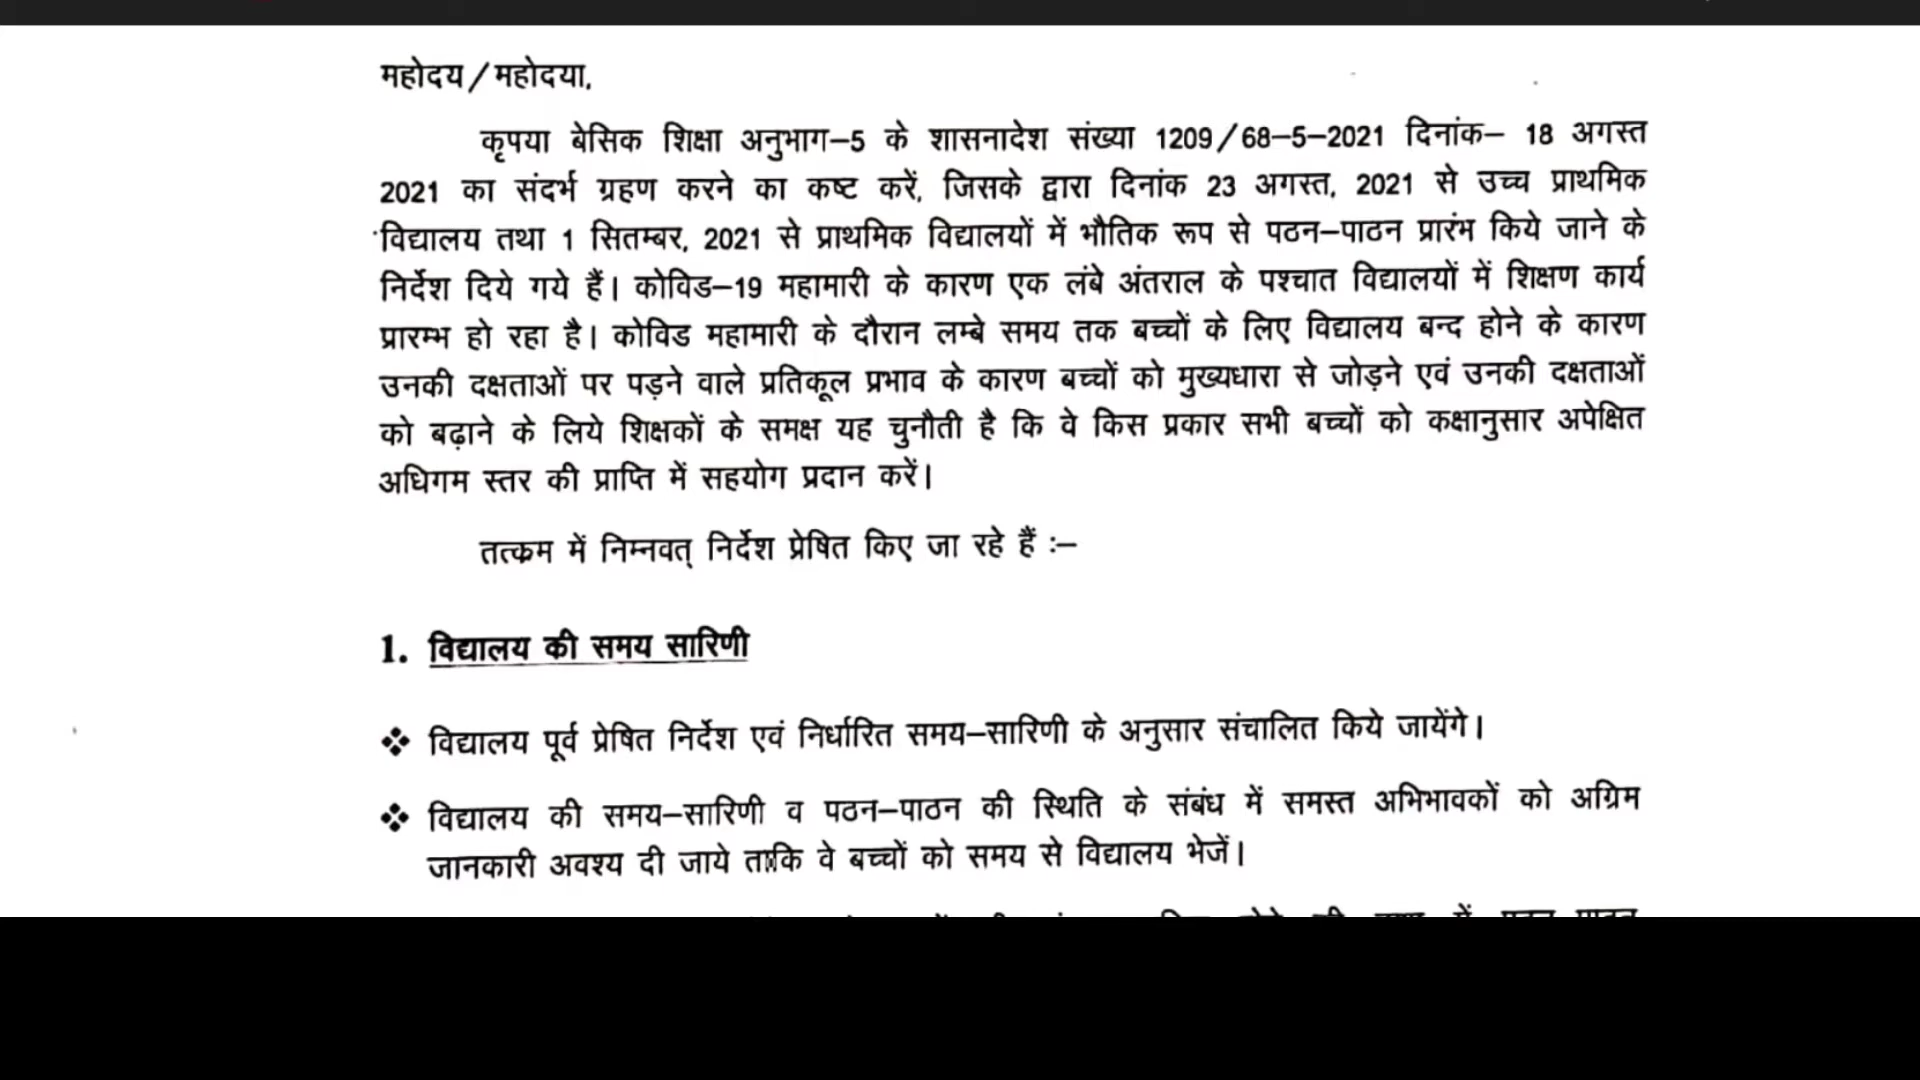 महोदय/महोदया,
कृपया बेसिक शिक्षा अनुभाग–5 के शासनादेश संख्या 1209/68–5–2021 दिनांक– 18 अगस्त
2021 का संदर्भ ग्रहण करने का कष्ट करें, जिसके द्वारा दिनांक 23 अगस्त, 2021 से उच्च प्राथमिक
विद्यालय तथा 1 सितम्बर, 2021 से प्राथमिक विद्यालयों में भौतिक रूप से पठन–पाठन प्रारंभ किये जाने के
निर्देश दिये गये हैं। कोविड–19 महामारी के कारण एक लंबे अंतराल के पश्चात विद्यालयों में शिक्षण कार्य
प्रारम्भ हो रहा है। कोविड महामारी के दौरान लम्बे समय तक बच्चों के लिए विद्यालय बन्द होने के कारण
उनकी दक्षताओं पर पड़ने वाले प्रतिकूल प्रभाव के कारण बच्चों को मुख्यधारा से जोड़ने एवं उनकी दक्षताओं
को बढ़ाने के लिये शिक्षकों के समक्ष यह चुनौती है कि वे किस प्रकार सभी बच्चों को कक्षानुसार अपेक्षित
अधिगम स्तर की प्राप्ति में सहयोग प्रदान करें।
तत्कम में निम्नवत् निर्देश प्रेषित किए जा रहे हैं :–
1. विद्यालय की समय सारिणी
❖ विद्यालय पूर्व प्रेषित निर्देश एवं निर्धारित समय–सारिणी के अनुसार संचालित किये जायेंगे।
❖ विद्यालय की समय–सारिणी व पठन–पाठन की स्थिति के संबंध में समस्त अभिभावकों को अग्रिम
जानकारी अवश्य दी जाये ताकि वे बच्चों को समय से विद्यालय भेजें।